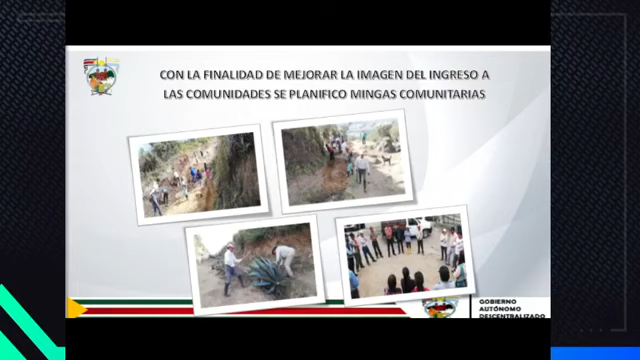 CON LA FINALIDAD DE MEJORAR LA IMAGEN DEL INGRESO A
LAS COMUNIDADES SE PLANIFICO MINGAS COMUNITARIAS
GOBIERNO
AUTÓNOMO
DESCENTRALIZADO